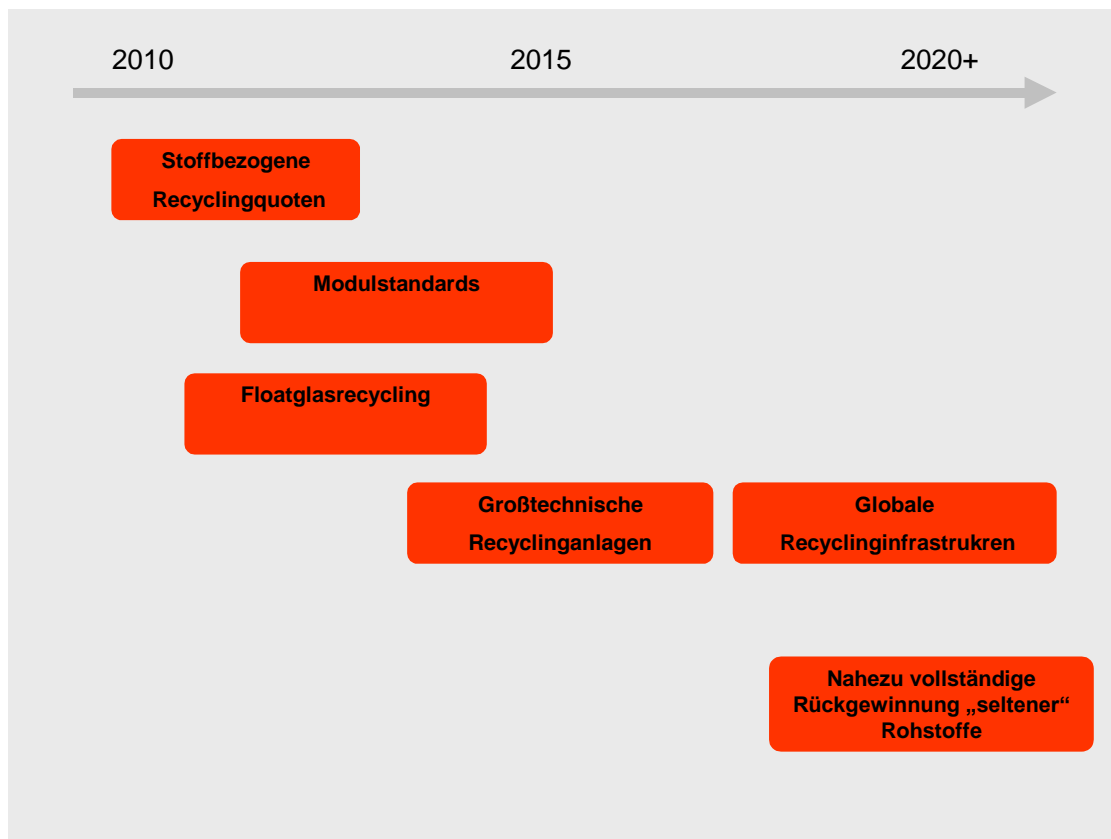 2010 2015 2020+
Stoffbezogene
Recyclingquoten
Modulstandards
Floatglasrecycling
Großtechnische
Recyclinganlagen
Globale
Recyclinginfrastrukren
Nahezu vollständige
Rückgewinnung „seltener“
Rohstoffe